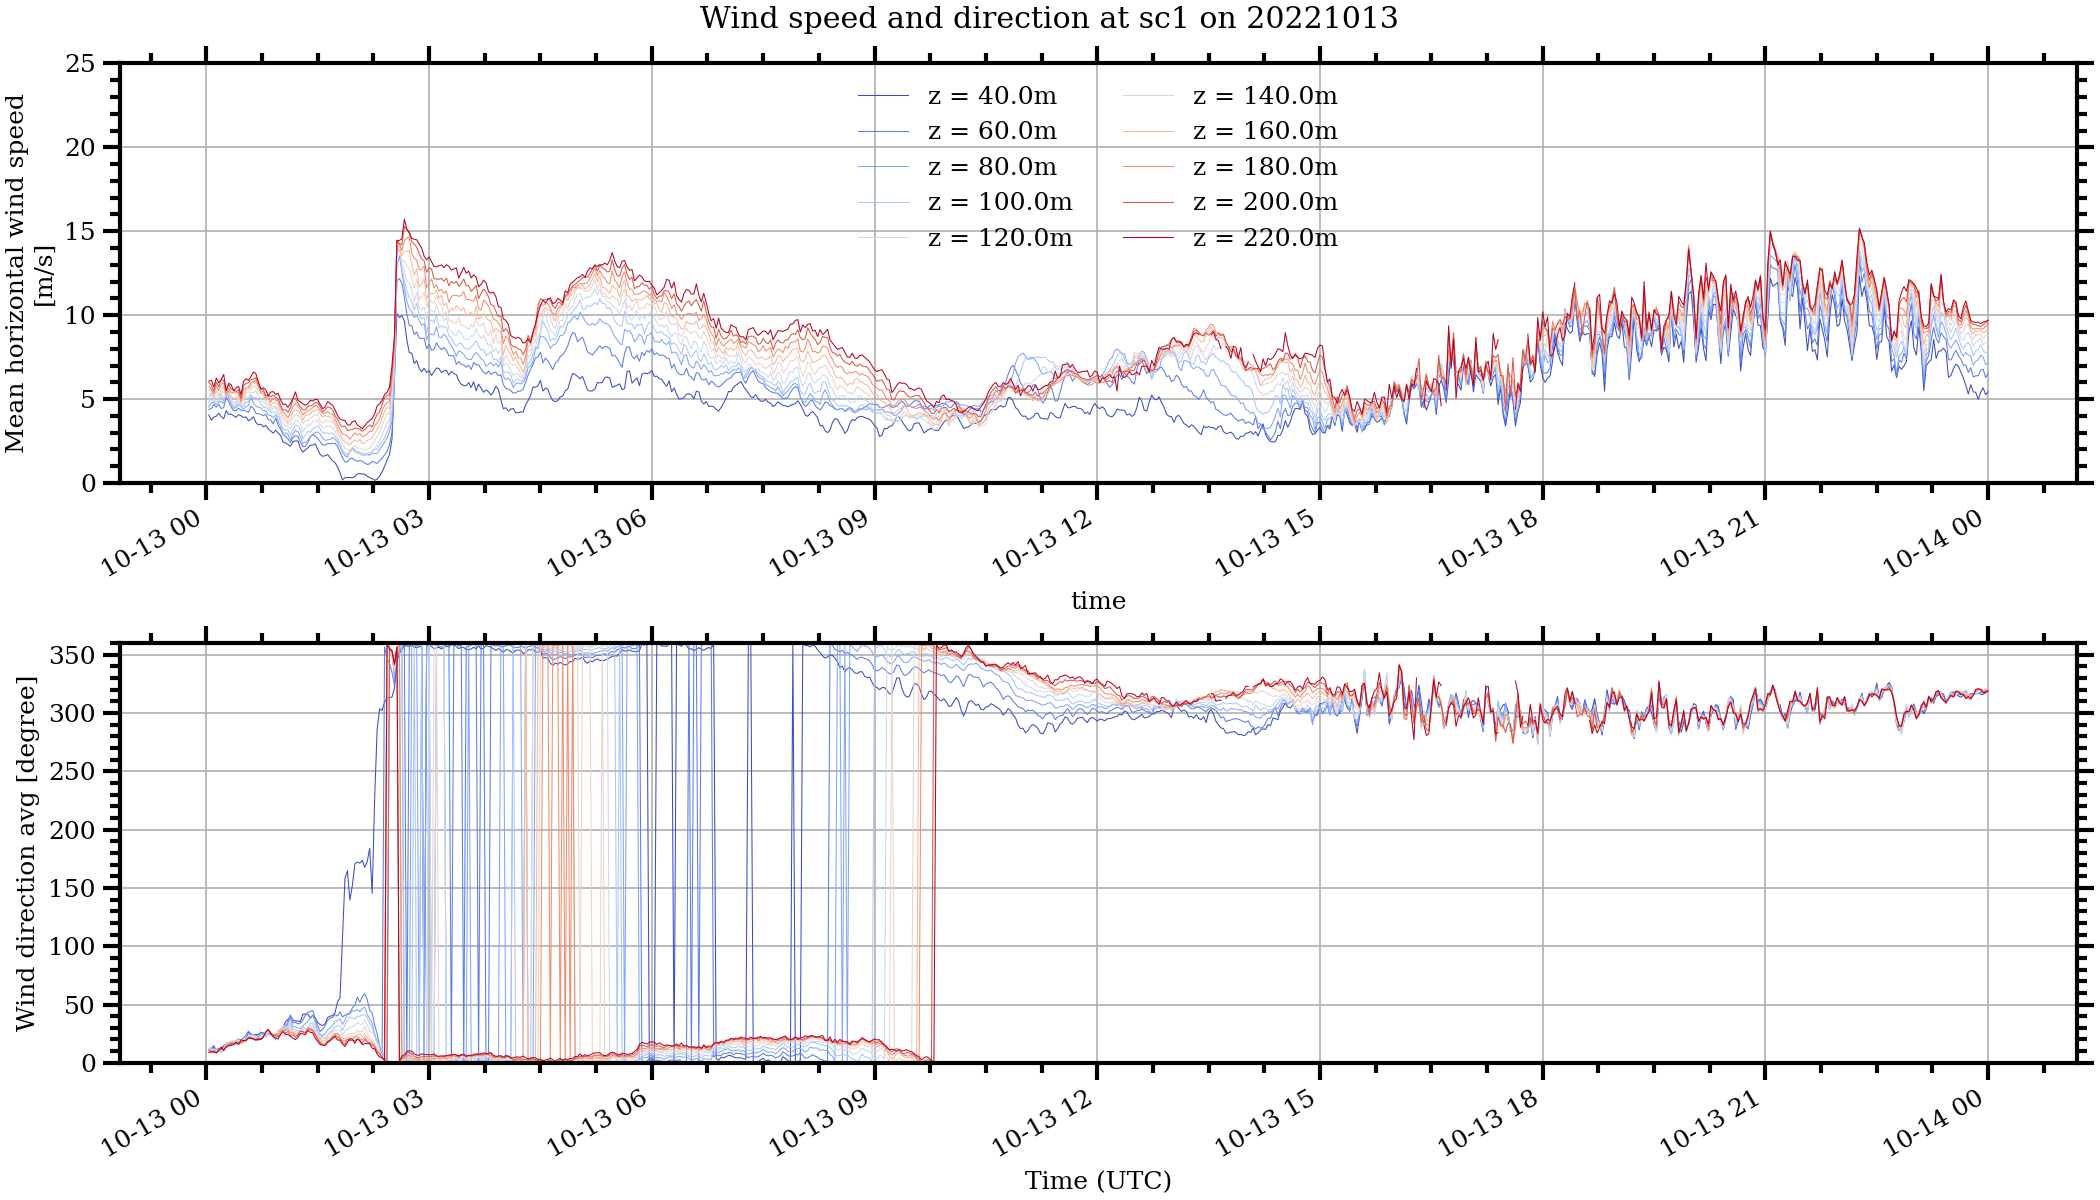 Wind speed and direction at sc1 on 20221013
Mean horizontal wind speed
[m/s]
25
20
15
10
5
0
z = 40.0m
z = 60.0m
z = 80.0m
z = 100.0m
z = 120.0m
z = 140.0m
z = 160.0m
z = 180.0m
z = 200.0m
z = 220.0m
10-13 00
10-13 03
10-13 06
10-13 09
10-13 12
10-13 15
10-13 18
10-13 21
10-14 00
time
Wind direction avg [degree]
350
300
250
200
150
100
50
0
10-13 00
10-13 03
10-13 06
10-13 09
10-13 12
10-13 15
10-13 18
10-13 21
10-14 00
Time (UTC)